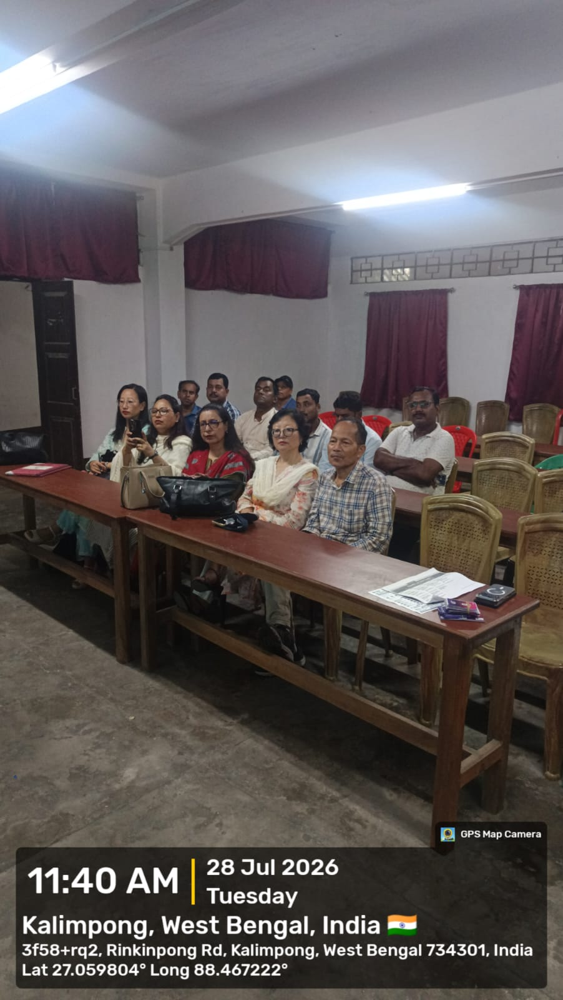 GPS Map Camera
11:40 AM
28 Jul 2026
Tuesday
Kalimpong, West Bengal, India
3f58+rq2, Rinkinpong Rd, Kalimpong, West Bengal 734301, India
Lat 27.059804° Long 88.467222°